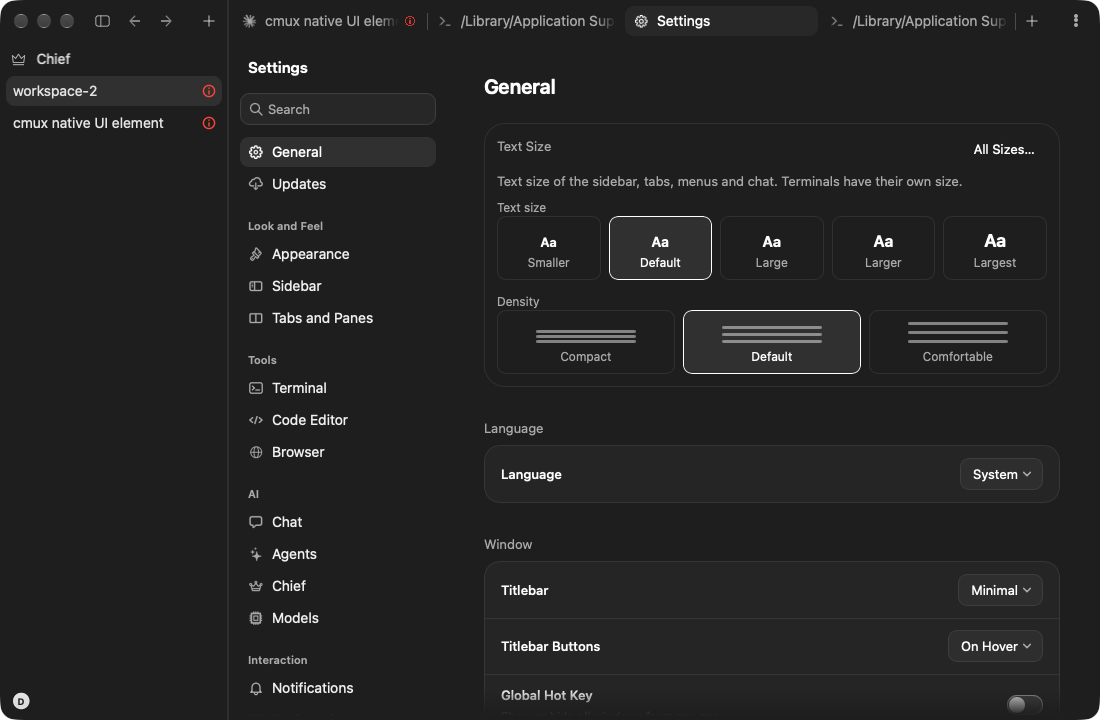 cmux native UI elem
/Library/Application Sup
Settings
/Library/Application Sup
Chief
workspace-2
cmux native UI element
D
Settings
Search
General
Updates
Look and Feel
Appearance
Sidebar
Tabs and Panes
Tools
Terminal
Code Editor
Browser
AI
Chat
Agents
Chief
Models
Interaction
Notifications
General
Text Size
All Sizes...
Text size of the sidebar, tabs, menus and chat. Terminals have their own size.
Text size
Aa Aa Aa Aa Aa
Smaller Default Large Larger Largest
Density
Compact Default Comfortable
Language
Language System
Window
Titlebar Minimal
Titlebar Buttons On Hover
Global Hot Key